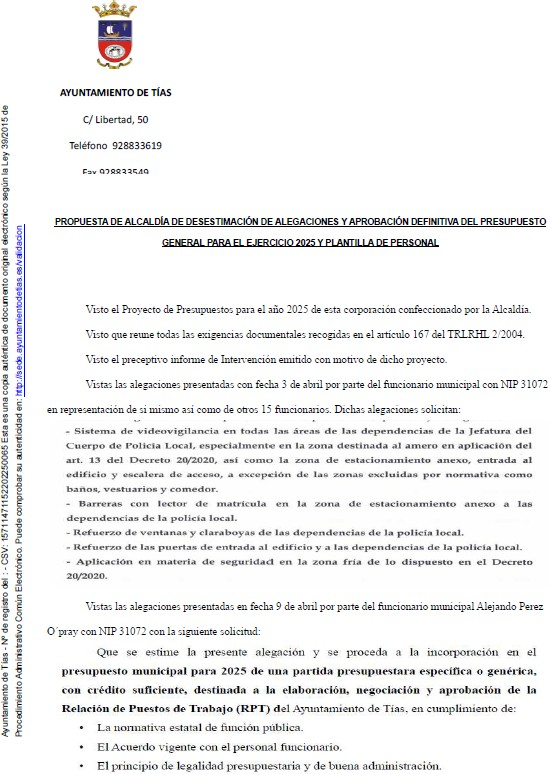 AYUNTAMIENTO DE TÍAS
C/ Libertad, 50
Teléfono 928833619
Fax 928833549
PROPUESTA DE ALCALDÍA DE DESESTIMACIÓN DE ALEGACIONES Y APROBACIÓN DEFINITIVA DEL PRESUPUESTO
GENERAL PARA EL EJERCICIO 2025 Y PLANTILLA DE PERSONAL
Visto el Proyecto de Presupuestos para el año 2025 de esta corporación confeccionado por la Alcaldía.
Visto que reune todas las exigencias documentales recogidas en el artículo 167 del TRLRHL 2/2004.
Visto el preceptivo informe de Intervención emitido con motivo de dicho proyecto.
Vistas las alegaciones presentadas con fecha 3 de abril por parte del funcionario municipal con NIP 31072
en representación de si mismo así como de otros 15 funcionarios. Dichas alegaciones solicitan:
- Sistema de videovigilancia en todas las áreas de las dependencias de la Jefatura del
Cuerpo de Policía Local, especialmente en la zona destinada al amero en aplicación del
art. 13 del Decreto 20/2020, así como la zona de estacionamiento anexo, entrada al
edificio y escalera de acceso, a excepción de las zonas excluidas por normativa como
baños, vestuarios y comedor.
- Barreras con lector de matrícula en la zona de estacionamiento anexo a las
dependencias de la policía local.
- Refuerzo de ventanas y claraboyas de las dependencias de la policía local.
- Refuerzo de las puertas de entrada al edificio y a las dependencias de la policía local.
- Aplicación en materia de seguridad en la zona fría de lo dispuesto en el Decreto
20/2020.
Vistas las alegaciones presentadas en fecha 9 de abril por parte del funcionario municipal Alejando Perez
O´pray con NIP 31072 con la siguiente solicitud:
Que se estime la presente alegación y se proceda a la incorporación en el
presupuesto municipal para 2025 de una partida presupuestara específica o genérica,
con crédito suficiente, destinada a la elaboración, negociación y aprobación de la
Relación de Puestos de Trabajo (RPT) del Ayuntamiento de Tías, en cumplimiento de:
• La normativa estatal de función pública.
• El Acuerdo vigente con el personal funcionario.
• El principio de legalidad presupuestaria y de buena administración.
Ayuntamiento de Tías - Nº de registro del : - CSV: 15711471152202250065 Esta es una copia auténtica de documento original electrónico según la Ley 39/2015 de
Procedimiento Administrativo Común Electrónico. Puede comprobar su autenticidad en: http://sede.ayuntamientodetias.es/validacion